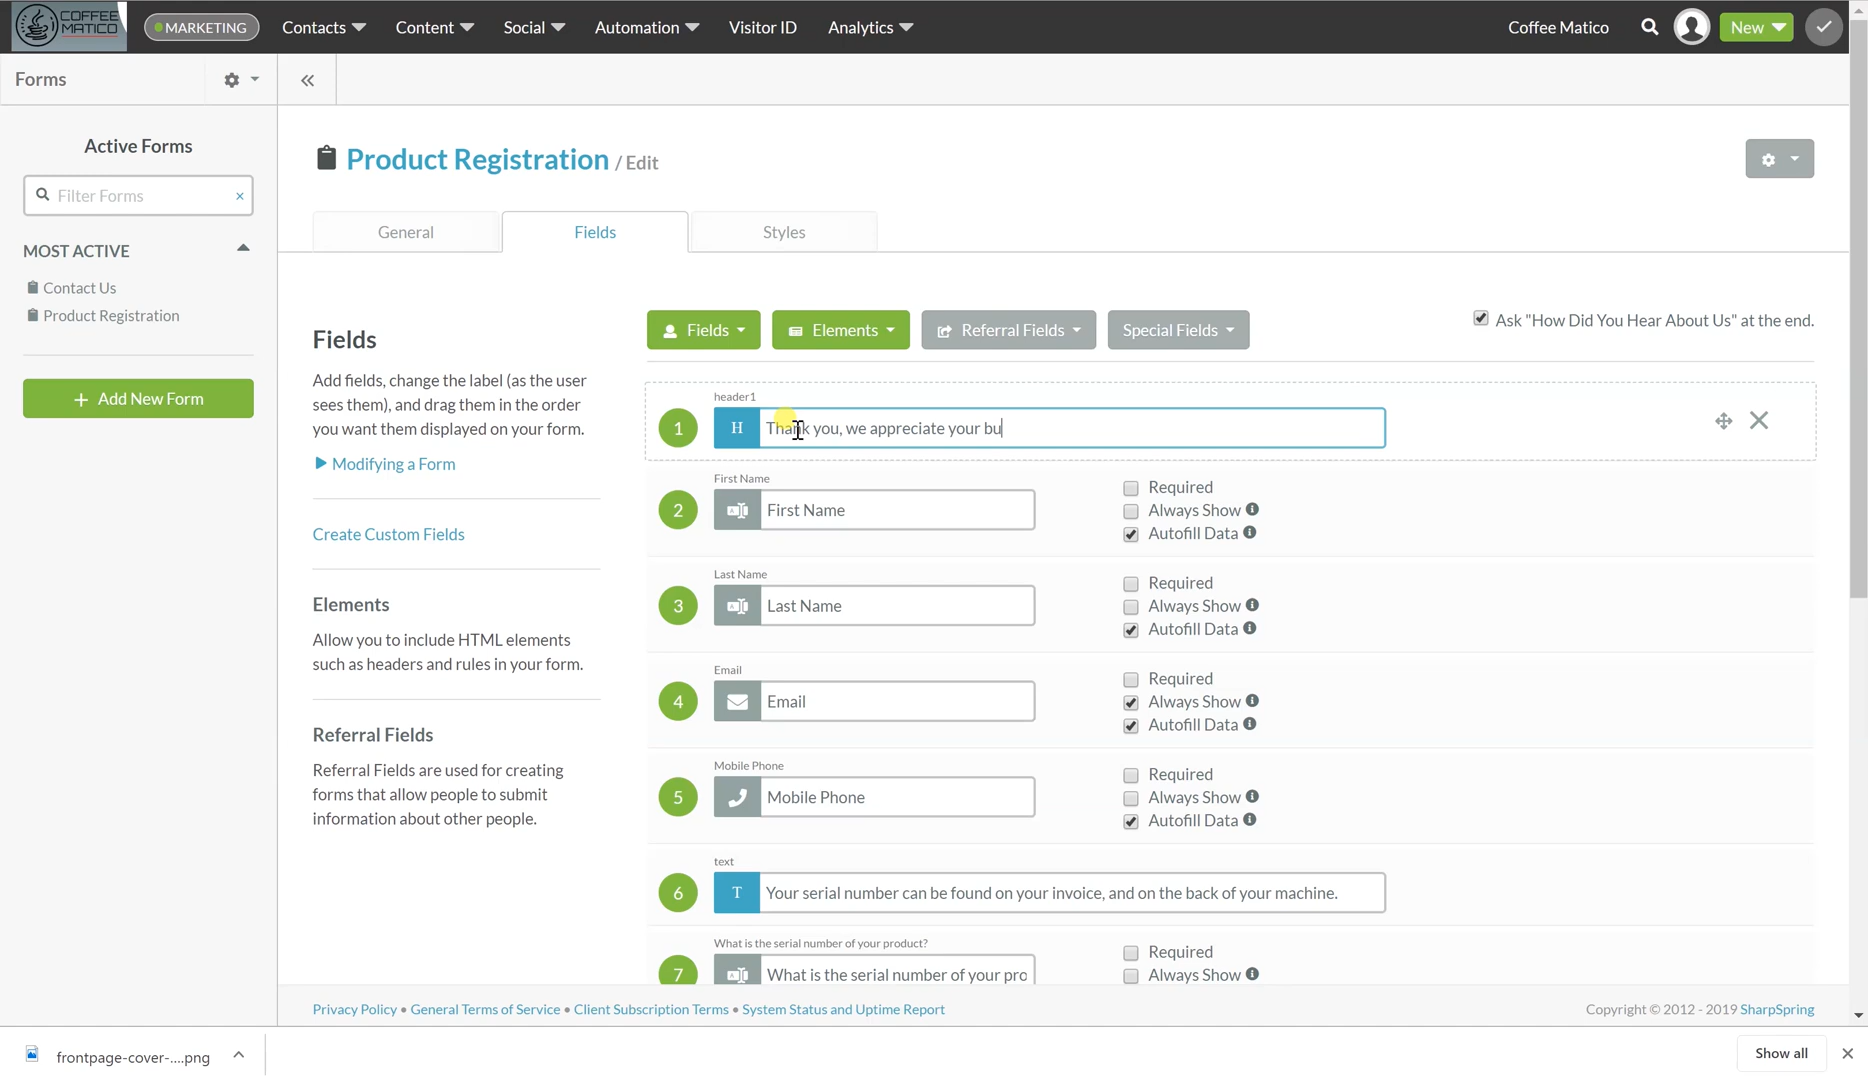 COFFEE
MATICO
MARKETING
Contacts
Content
Social
Automation
Visitor ID
Analytics
Coffee Matico
New
Forms
Active Forms
Filter Forms
×
MOST ACTIVE
Contact Us
Product Registration
+ Add New Form
Product Registration / Edit
General
Fields
Styles
Fields
Add fields, change the label (as the user
sees them), and drag them in the order
you want them displayed on your form.
Modifying a Form
Create Custom Fields
Elements
Allow you to include HTML elements
such as headers and rules in your form.
Referral Fields
Referral Fields are used for creating
forms that allow people to submit
information about other people.
Fields
Elements
Referral Fields
Special Fields
Ask "How Did You Hear About Us" at the end.
header1
1
H
Thank you, we appreciate your bu
First Name
2
First Name
Required
Always Show
Autofill Data
Last Name
3
Last Name
Required
Always Show
Autofill Data
Email
4
Email
Required
Always Show
Autofill Data
Mobile Phone
5
Mobile Phone
Required
Always Show
Autofill Data
text
6
T
Your serial number can be found on your invoice, and on the back of your machine.
What is the serial number of your product?
7
What is the serial number of your pro
Required
Always Show
Privacy Policy • General Terms of Service • Client Subscription Terms • System Status and Uptime Report
Copyright © 2012 - 2019 SharpSpring
frontpage-cover-....png
Show all